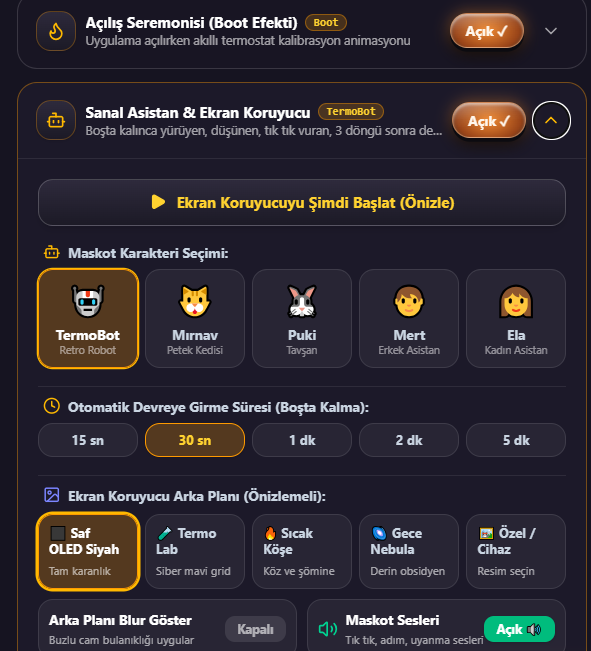 Açılış Seremonisi (Boot Efekti) Boot
Uygulama açılırken akıllı termostat kalibrasyon animasyonu
Açık ✓
Sanal Asistan & Ekran Koruyucu TermoBot
Boşta kalınca yürüyen, düşünen, tık tık vuran, 3 döngü sonra de...
Açık ✓
Ekran Koruyucuyu Şimdi Başlat (Önizle)
Maskot Karakteri Seçimi:
TermoBot
Retro Robot
Mırnav
Petek Kedisi
Puki
Tavşan
Mert
Erkek Asistan
Ela
Kadın Asistan
Otomatik Devreye Girme Süresi (Boşta Kalma):
15 sn
30 sn
1 dk
2 dk
5 dk
Ekran Koruyucu Arka Planı (Önizlemeli):
Saf
OLED Siyah
Tam karanlık
Termo
Lab
Siber mavi grid
Sıcak
Köşe
Köz ve şömine
Gece
Nebula
Derin obsidyen
Özel /
Cihaz
Resim seçin
Arka Planı Blur Göster
Buzlu cam bulanıklığı uygular
Kapalı
Maskot Sesleri
Tık tık, adım, uyanma sesleri
Açık